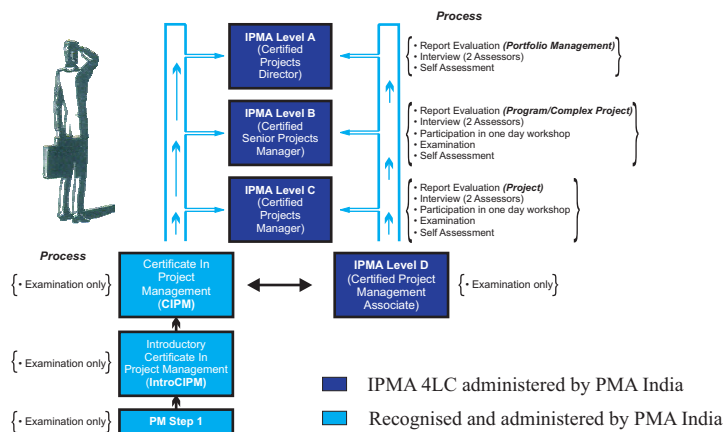 Process
IPMA Level A
(Certified
Projects
Director)
• Report Evaluation (Portfolio Management)
• Interview (2 Assessors)
• Self Assessment
IPMA Level B
(Certified
Senior Projects
Manager)
• Report Evaluation (Program/Complex Project)
• Interview (2 Assessors)
• Participation in one day workshop
• Examination
• Self Assessment
IPMA Level C
(Certified
Projects
Manager)
• Report Evaluation (Project)
• Interview (2 Assessors)
• Participation in one day workshop
• Examination
• Self Assessment
Process
{• Examination only}
Certificate In
Project
Management
(CIPM)
IPMA Level D
(Certified Project
Management
Associate)
{• Examination only}
{• Examination only}
Introductory
Certificate In
Project Management
(IntroCIPM)
IPMA 4LC administered by PMA India
{• Examination only}
PM Step 1
Recognised and administered by PMA India